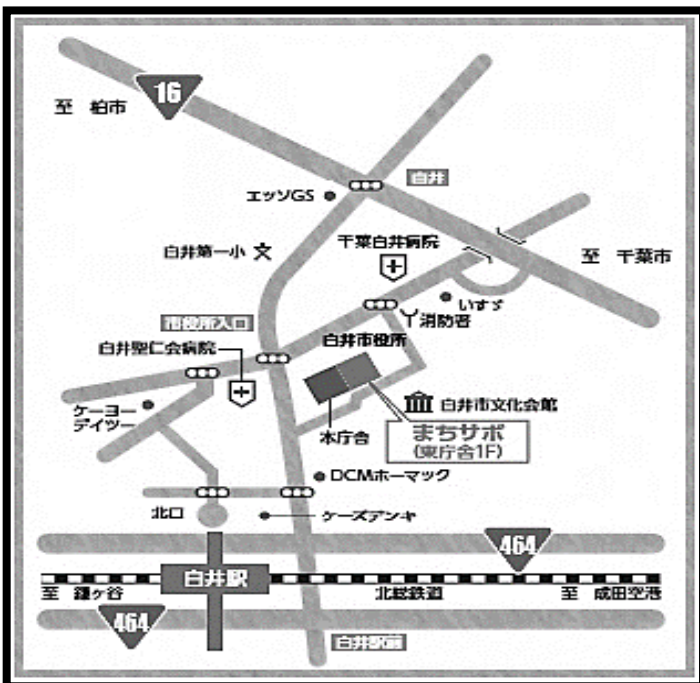 16
至 柏市
白井
エッソGS
白井第一小
千葉白井病院
至 千葉市
いすゞ
消防署
市役所入口
白井市役所
白井聖仁会病院
ケーヨー
デイツー
白井市文化会館
本庁舎
まちサポ
(東庁舎1F)
DCMホーマック
北口
ケーズデンキ
464
白井駅
至 鎌ヶ谷
北総鉄道
至 成田空港
464
白井駅前